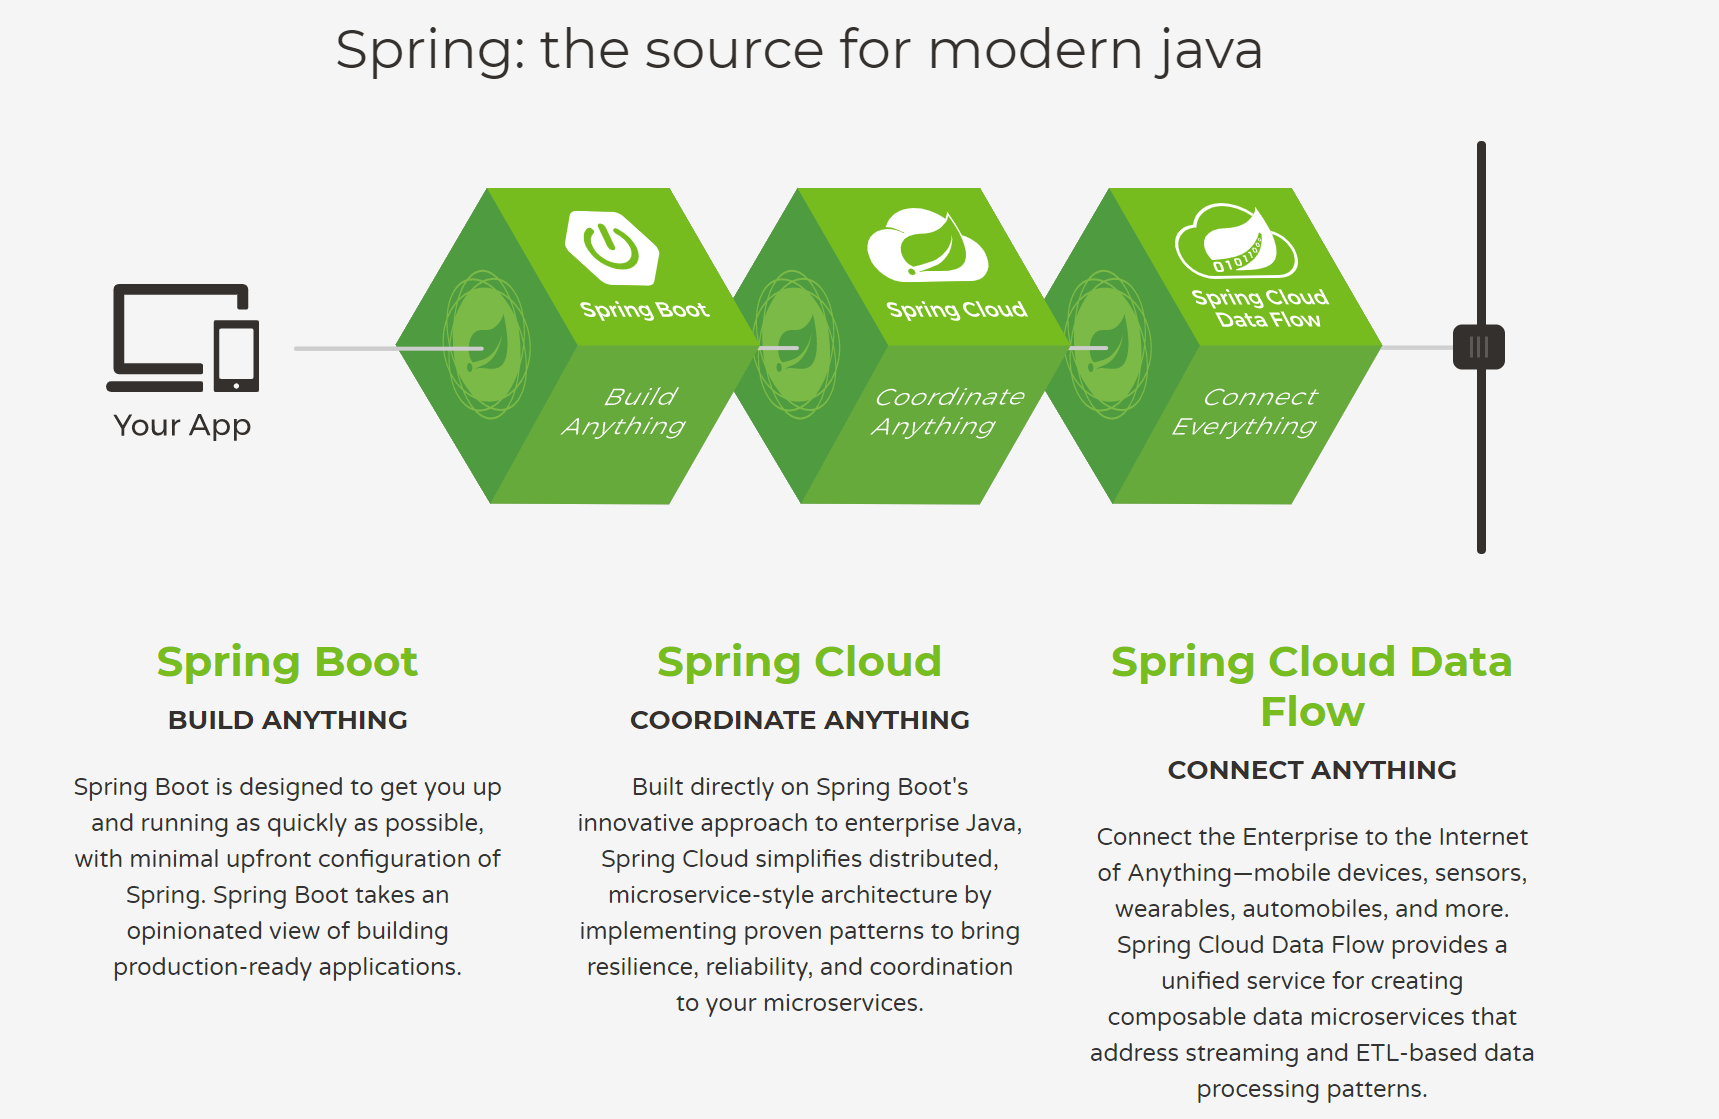 Spring: the source for modern java
Your App
Spring Boot
Build
Anything
Spring Cloud
Coordinate
Anything
01011000
Spring Cloud
Data Flow
Connect
Everything
Spring Boot
BUILD ANYTHING
Spring Boot is designed to get you up
and running as quickly as possible,
with minimal upfront configuration of
Spring. Spring Boot takes an
opinionated view of building
production-ready applications.
Spring Cloud
COORDINATE ANYTHING
Built directly on Spring Boot's
innovative approach to enterprise Java,
Spring Cloud simplifies distributed,
microservice-style architecture by
implementing proven patterns to bring
resilience, reliability, and coordination
to your microservices.
Spring Cloud Data
Flow
CONNECT ANYTHING
Connect the Enterprise to the Internet
of Anything—mobile devices, sensors,
wearables, automobiles, and more.
Spring Cloud Data Flow provides a
unified service for creating
composable data microservices that
address streaming and ETL-based data
processing patterns.